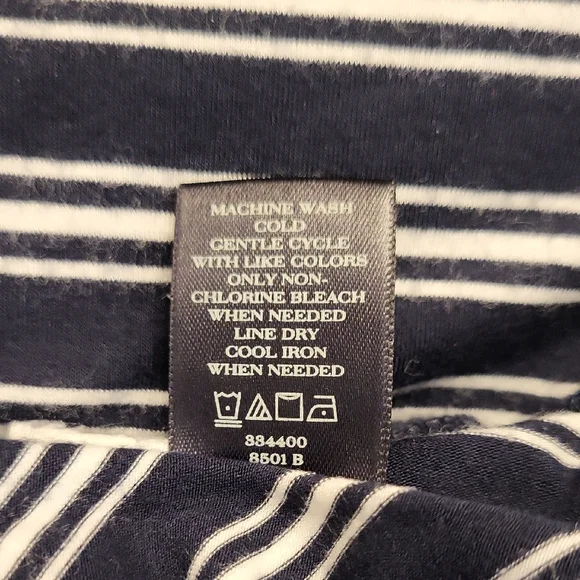 MACHINE WASH
COLD
GENTLE CYCLE
WITH LIKE COLORS
ONLY NON-
CHLORINE BLEACH
WHEN NEEDED
LINE DRY
COOL IRON
WHEN NEEDED
384400
8501 B